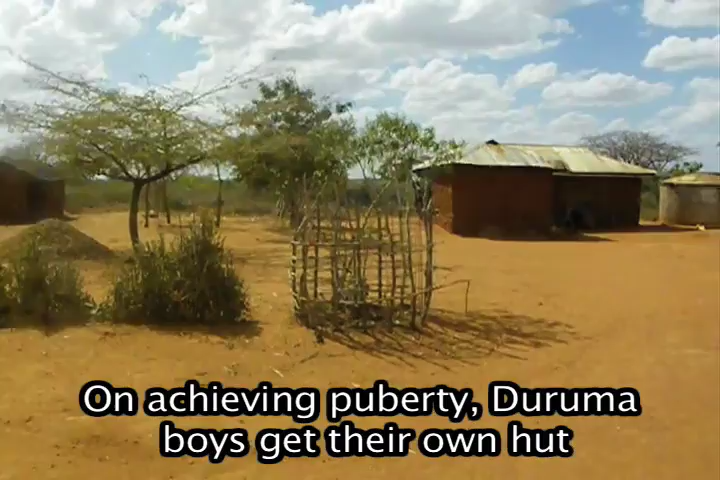 On achieving puberty, Duruma
boys get their own hut